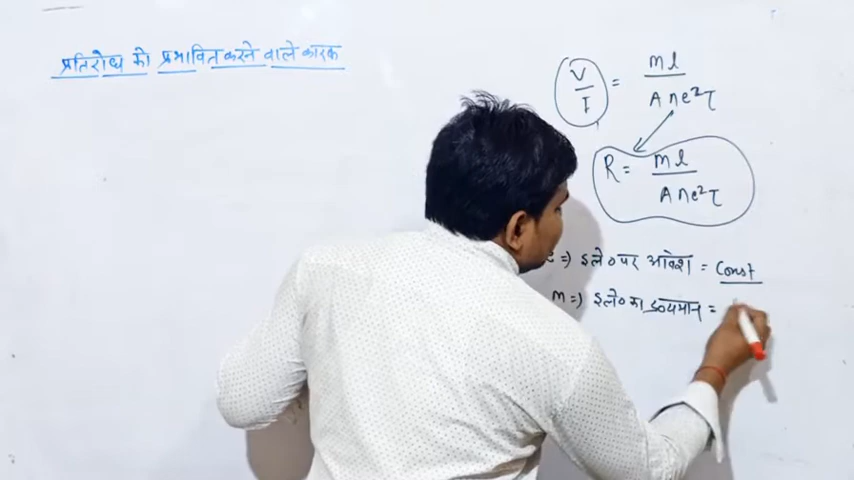 प्रतिरोध को प्रभावित करने वाले कारक
V/I = ml/Ane²τ
R = ml/Ane²τ
e => इले० पर आवेश = Const
m => इले० का द्रव्यमान =